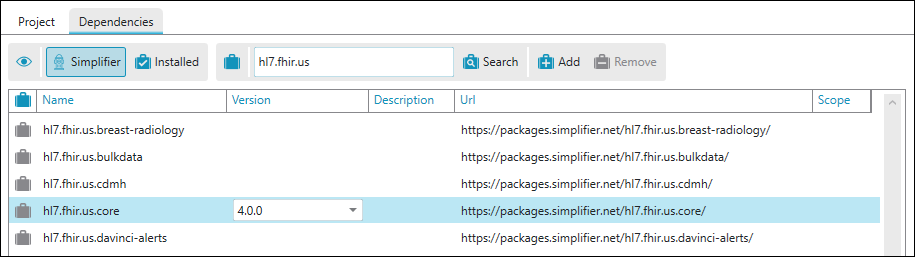 Project Dependencies
Simplifier Installed hl7.fhir.us Search Add Remove
Name Version Description Url Scope
hl7.fhir.us.breast-radiology https://packages.simplifier.net/hl7.fhir.us.breast-radiology/
hl7.fhir.us.bulkdata https://packages.simplifier.net/hl7.fhir.us.bulkdata/
hl7.fhir.us.cdmh https://packages.simplifier.net/hl7.fhir.us.cdmh/
hl7.fhir.us.core 4.0.0 https://packages.simplifier.net/hl7.fhir.us.core/
hl7.fhir.us.davinci-alerts https://packages.simplifier.net/hl7.fhir.us.davinci-alerts/